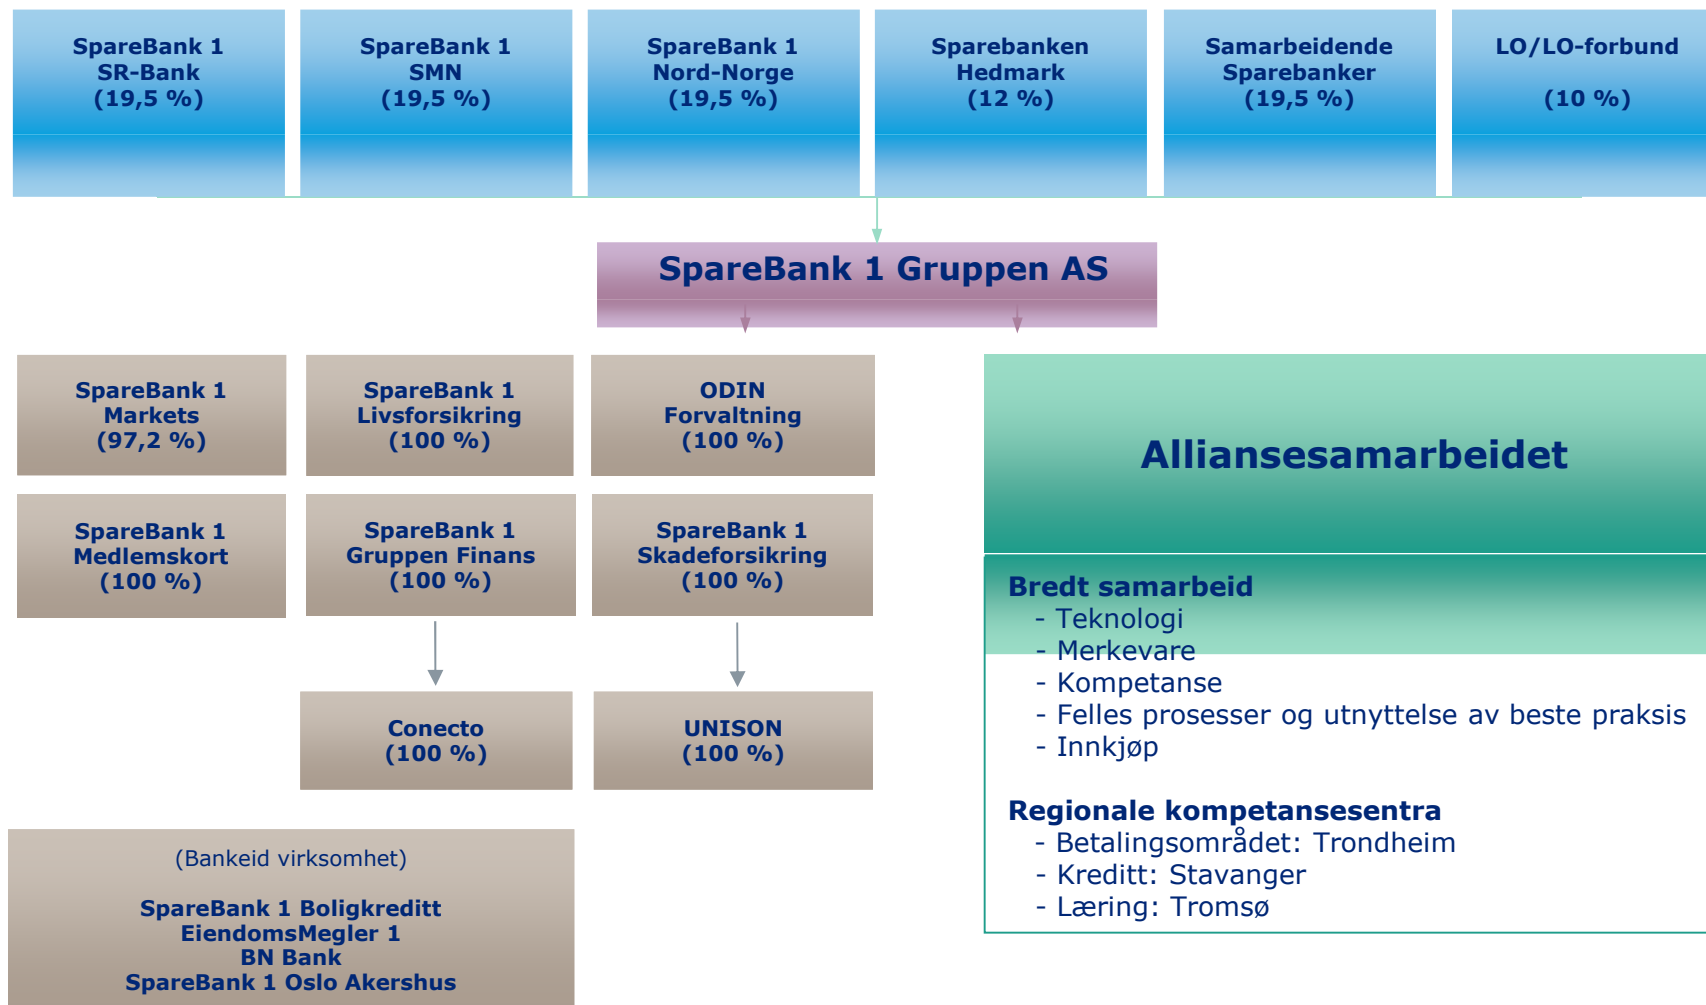 SpareBank 1
SR-Bank
(19,5 %)
SpareBank 1
SMN
(19,5 %)
SpareBank 1
Nord-Norge
(19,5 %)
Sparebanken
Hedmark
(12 %)
Samarbeidende
Sparebanker
(19,5 %)
LO/LO-forbund
(10 %)
SpareBank 1 Gruppen AS
SpareBank 1
Markets
(97,2 %)
SpareBank 1
Livsforsikring
(100 %)
ODIN
Forvaltning
(100 %)
SpareBank 1
Medlemskort
(100 %)
SpareBank 1
Gruppen Finans
(100 %)
SpareBank 1
Skadeforsikring
(100 %)
Conecto
(100 %)
UNISON
(100 %)
(Bankeid virksomhet)
SpareBank 1 Boligkreditt
EiendomsMegler 1
BN Bank
SpareBank 1 Oslo Akershus
Alliansesamarbeidet
Bredt samarbeid
- Teknologi
- Merkevare
- Kompetanse
- Felles prosesser og utnyttelse av beste praksis
- Innkjøp
Regionale kompetansesentra
- Betalingsområdet: Trondheim
- Kreditt: Stavanger
- Læring: Tromsø